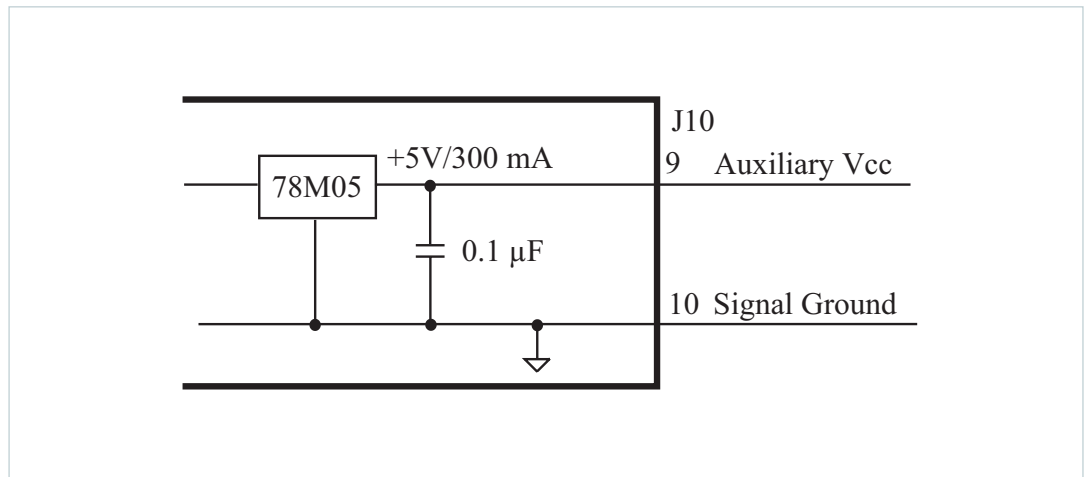 J10
+5V/300 mA
9 Auxiliary Vcc
78M05
0.1 µF
10 Signal Ground